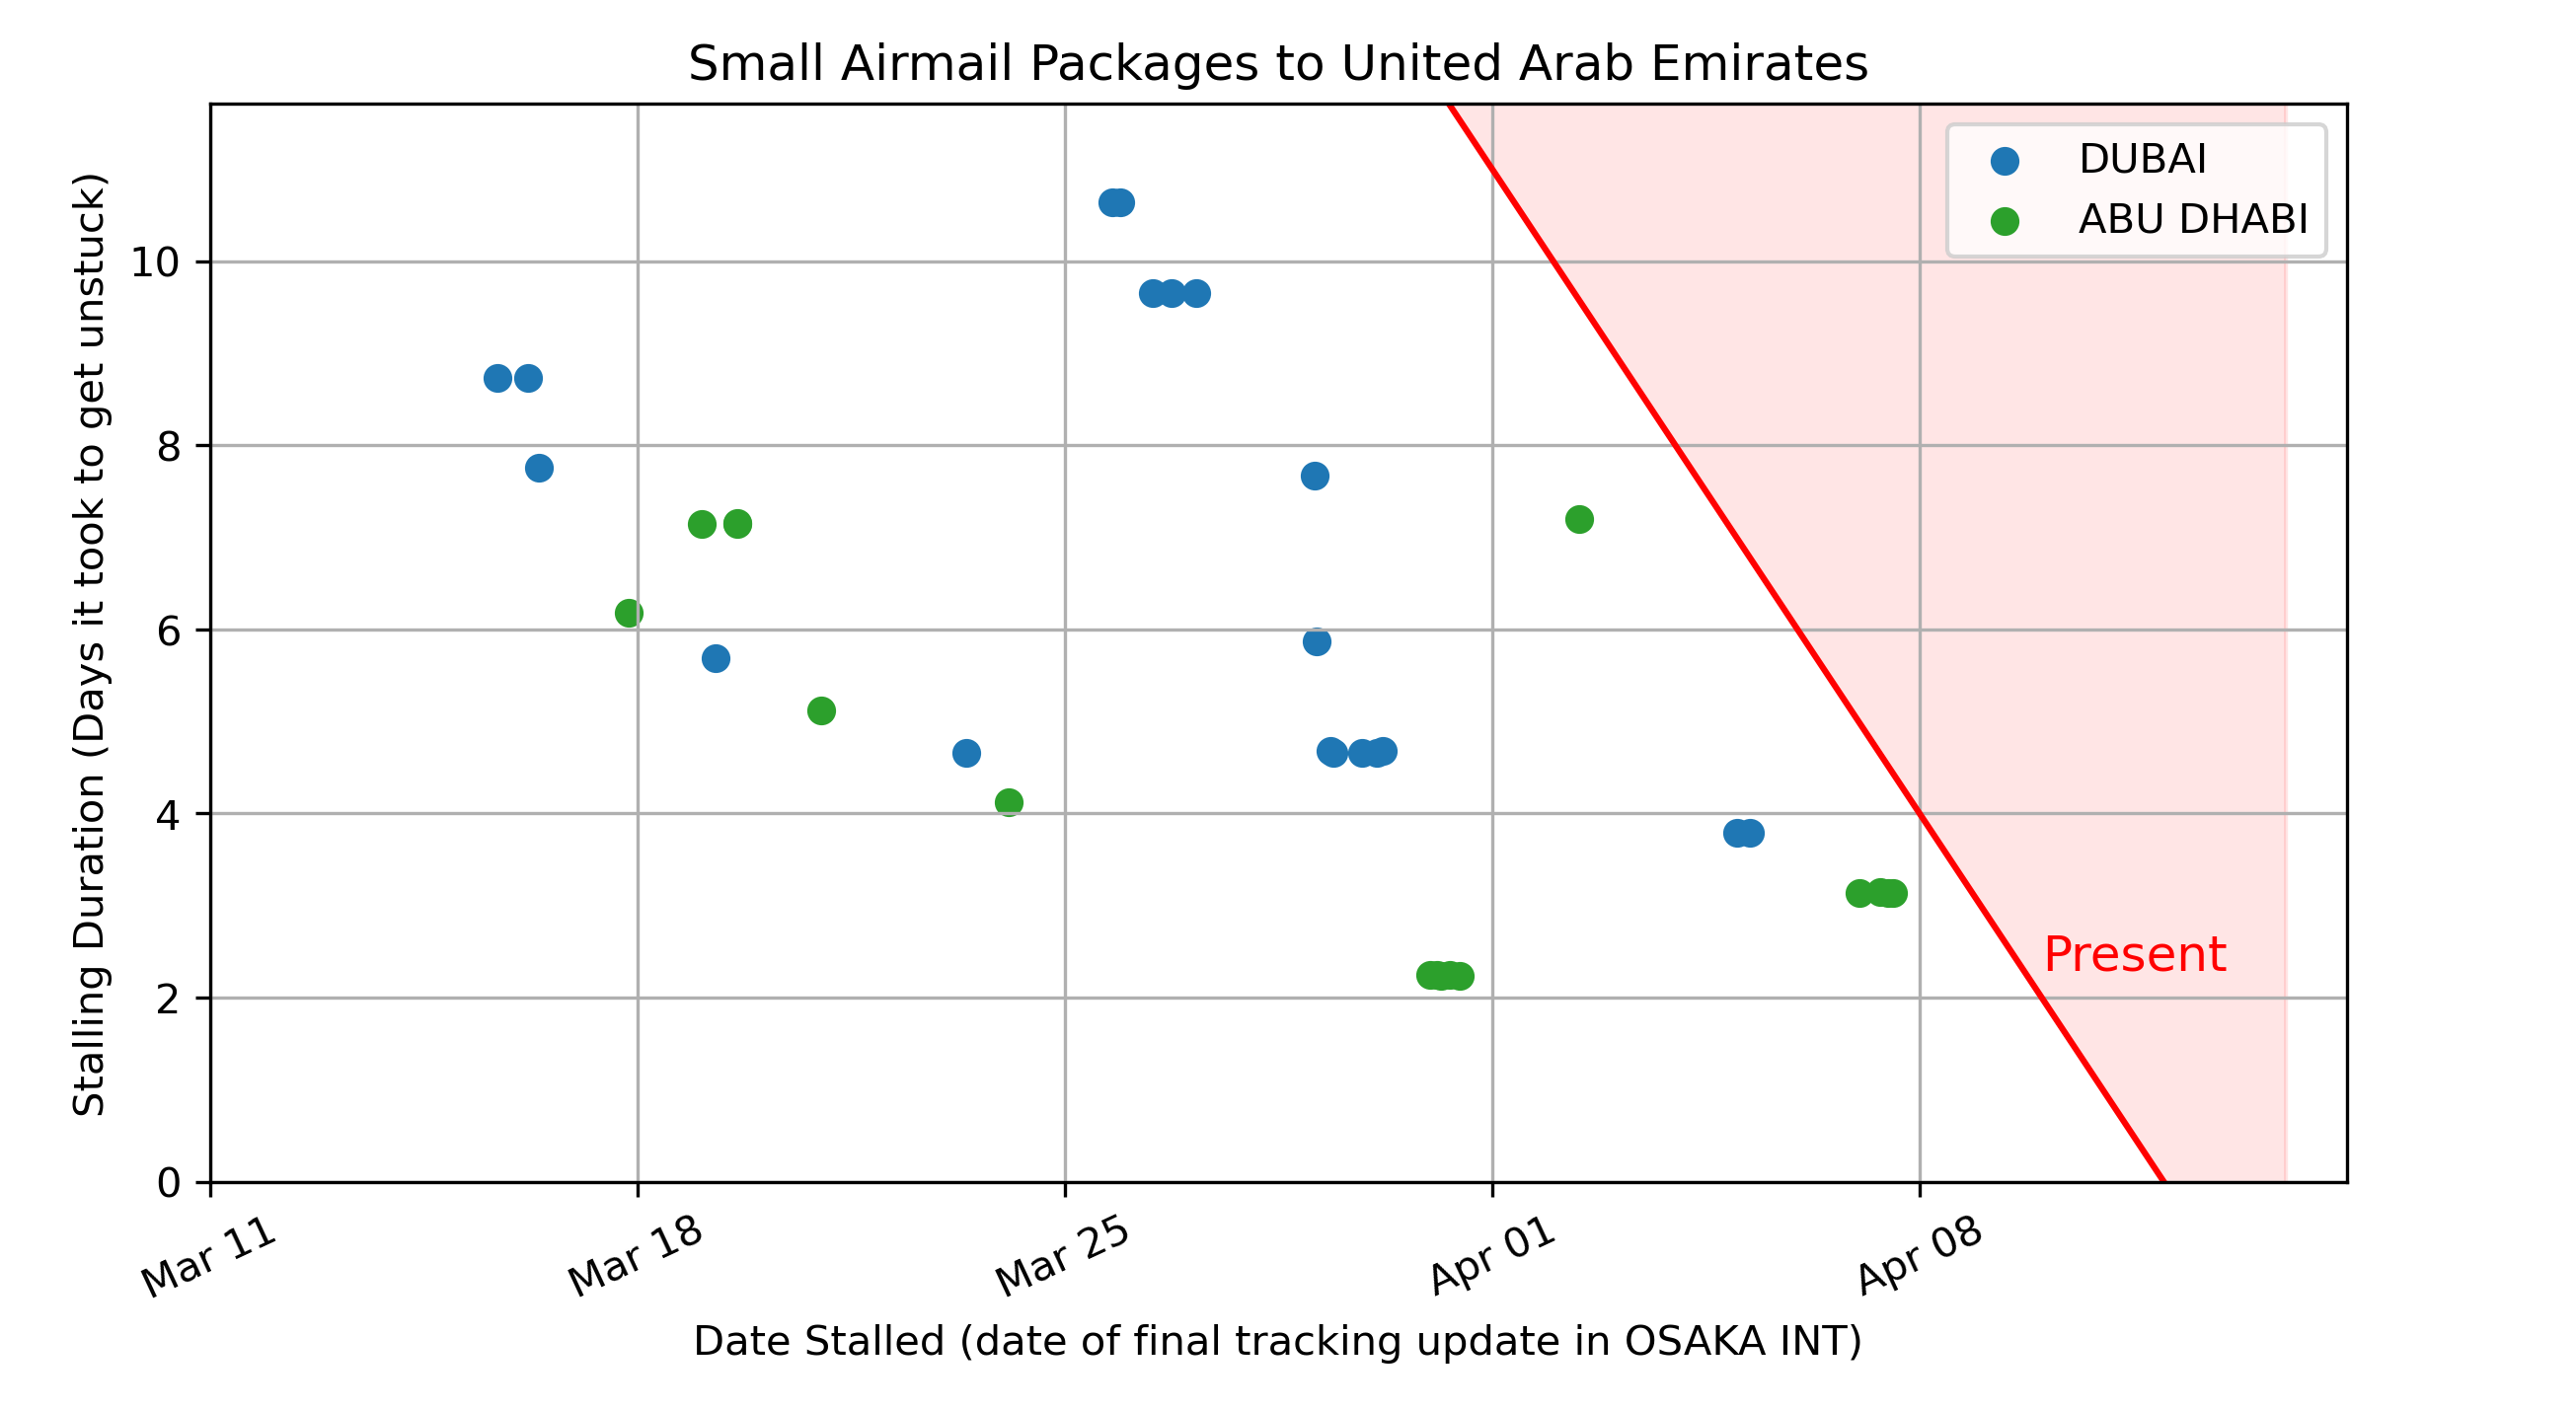 Small Airmail Packages to United Arab Emirates
DUBAI
ABU DHABI
Present
Stalling Duration (Days it took to get unstuck)
10
8
6
4
2
0
Mar 11
Mar 18
Mar 25
Apr 01
Apr 08
Date Stalled (date of final tracking update in OSAKA INT)